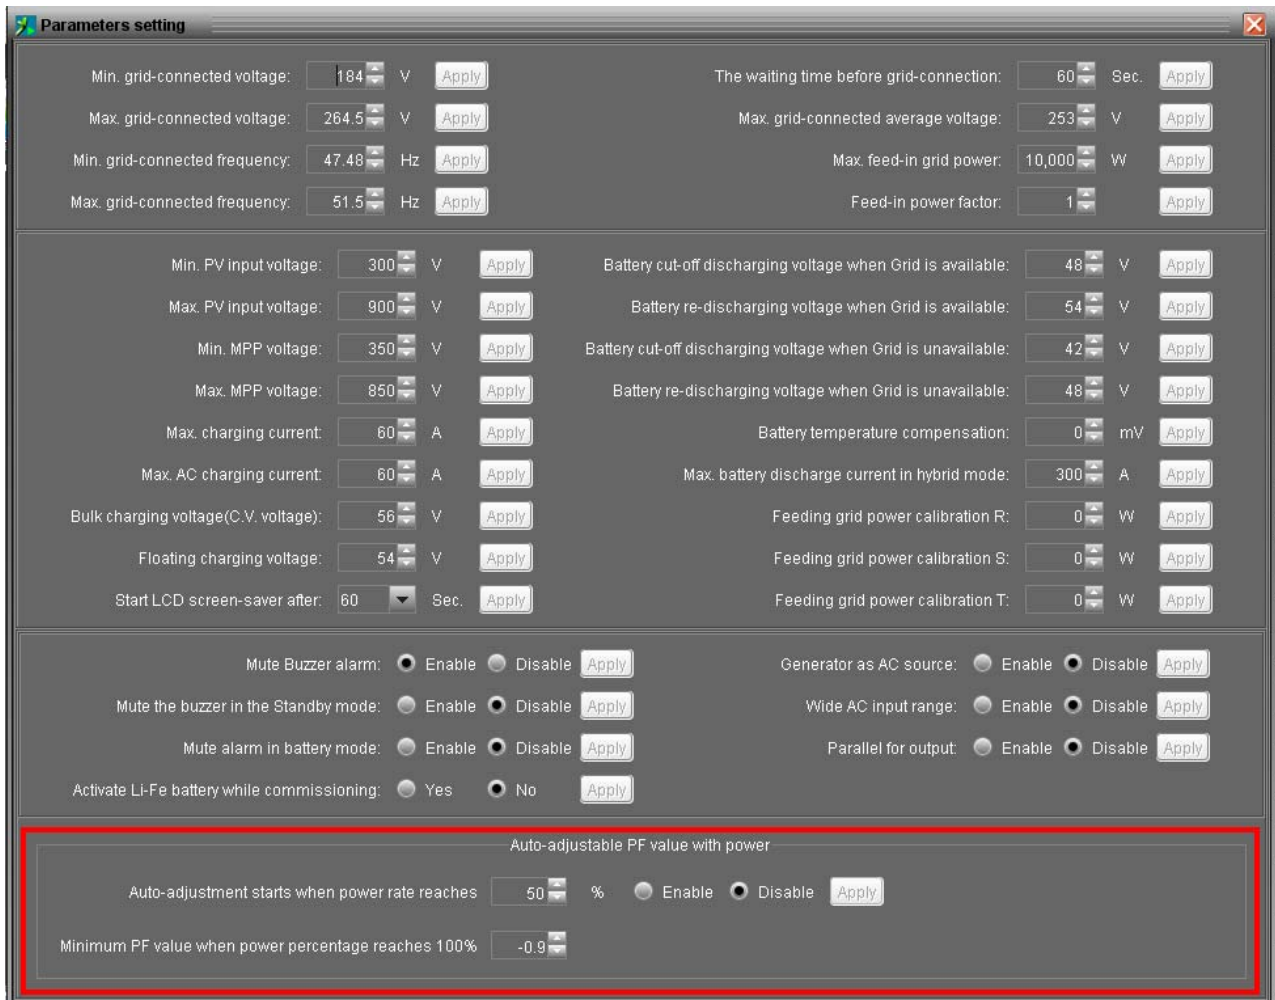 Parameters setting
Min. grid-connected voltage: 184 V Apply The waiting time before grid-connection: 60 Sec. Apply
Max. grid-connected voltage: 264.5 V Apply Max. grid-connected average voltage: 253 V Apply
Min. grid-connected frequency: 47.48 Hz Apply Max. feed-in grid power: 10,000 W Apply
Max. grid-connected frequency: 51.5 Hz Apply Feed-in power factor: 1 Apply
Min. PV input voltage: 300 V Apply Battery cut-off discharging voltage when Grid is available: 48 V Apply
Max. PV input voltage: 900 V Apply Battery re-discharging voltage when Grid is available: 54 V Apply
Min. MPP voltage: 350 V Apply Battery cut-off discharging voltage when Grid is unavailable: 42 V Apply
Max. MPP voltage: 850 V Apply Battery re-discharging voltage when Grid is unavailable: 48 V Apply
Max. charging current: 60 A Apply Battery temperature compensation: 0 mV Apply
Max. AC charging current: 60 A Apply Max. battery discharge current in hybrid mode: 300 A Apply
Bulk charging voltage(C.V. voltage): 56 V Apply Feeding grid power calibration R: 0 W Apply
Floating charging voltage: 54 V Apply Feeding grid power calibration S: 0 W Apply
Start LCD screen-saver after: 60 Sec. Apply Feeding grid power calibration T: 0 W Apply
Mute Buzzer alarm: Enable Disable Apply Generator as AC source: Enable Disable Apply
Mute the buzzer in the Standby mode: Enable Disable Apply Wide AC input range: Enable Disable Apply
Mute alarm in battery mode: Enable Disable Apply Parallel for output: Enable Disable Apply
Activate Li-Fe battery while commissioning: Yes No Apply
Auto-adjustable PF value with power
Auto-adjustment starts when power rate reaches 50 % Enable Disable Apply
Minimum PF value when power percentage reaches 100% -0.9